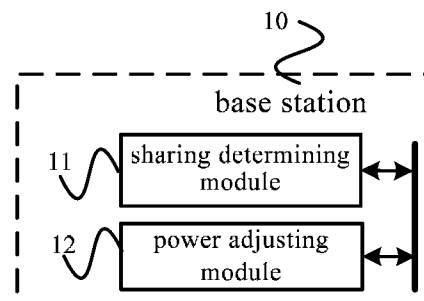 10
base station
11
sharing determining
module
12
power adjusting
module